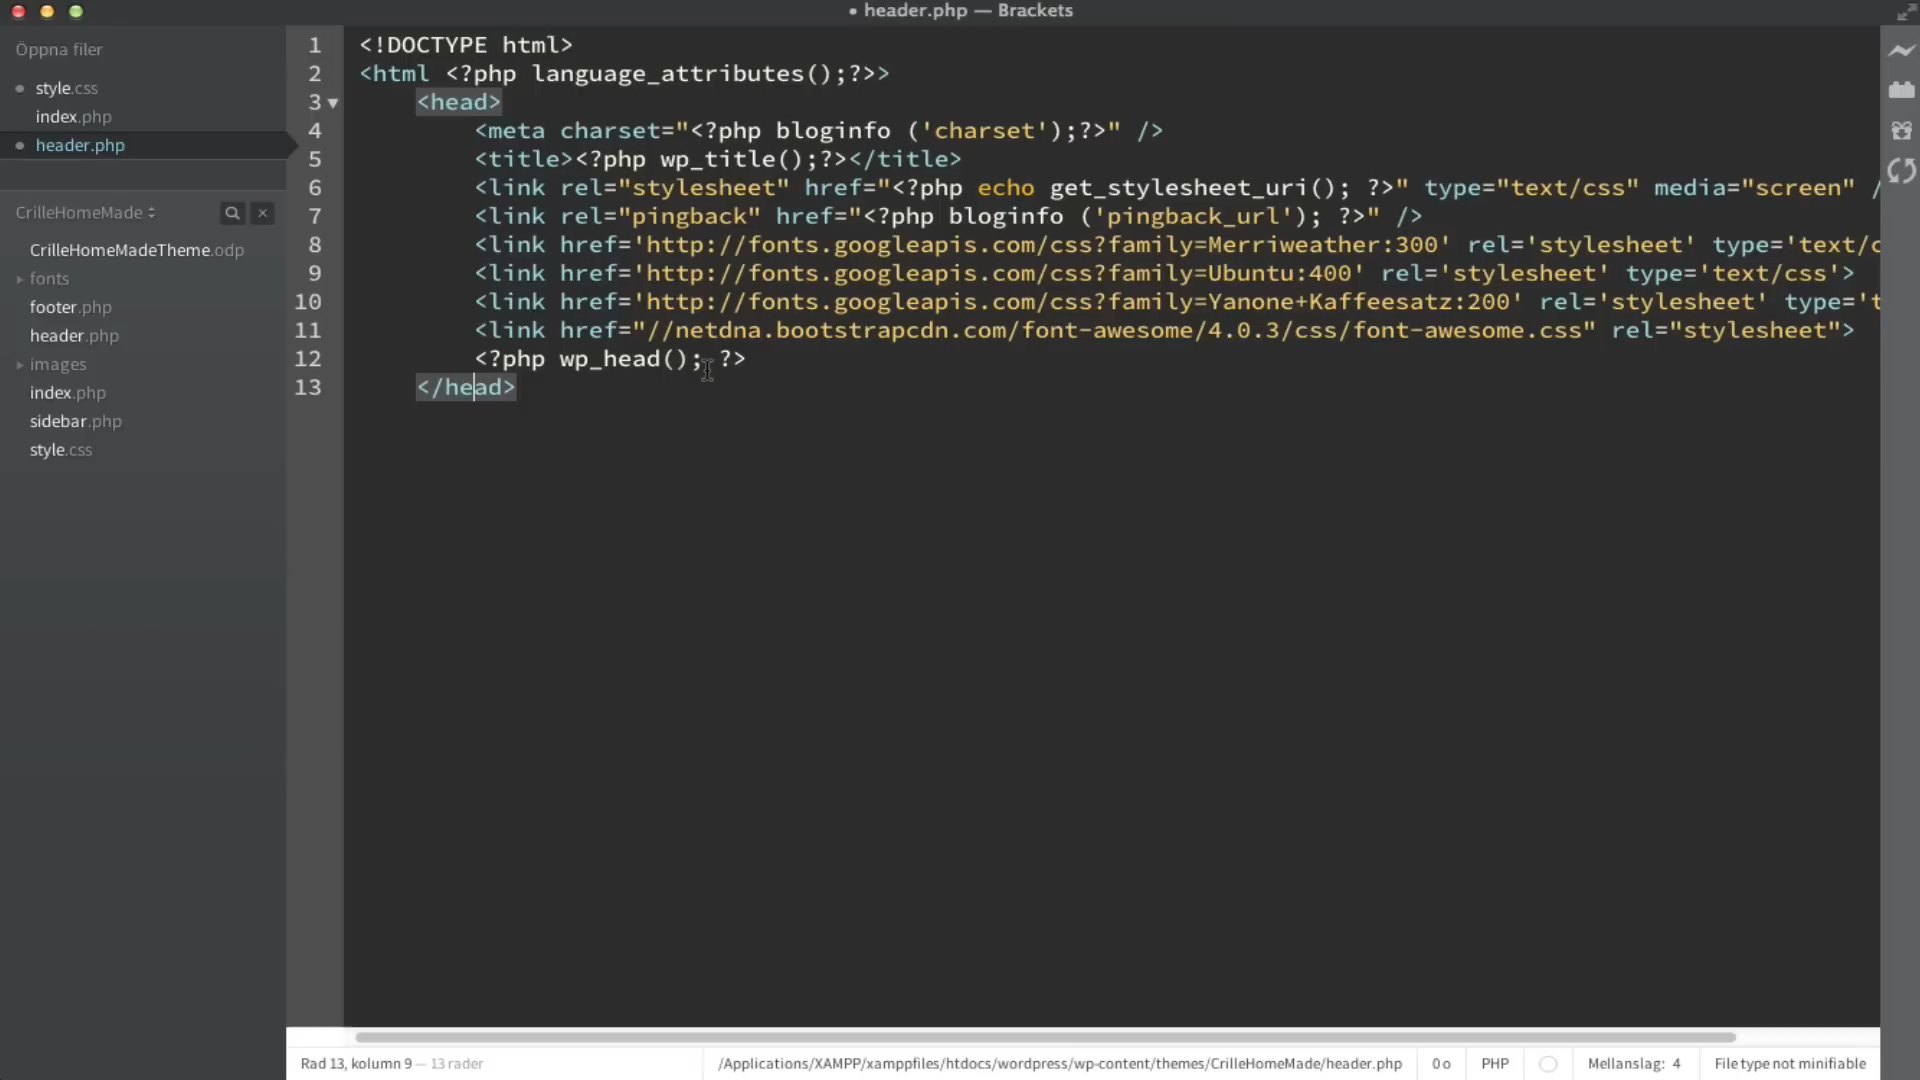 • header.php — Brackets
Öppna filer
style.css
index.php
header.php
CrilleHomeMade
CrilleHomeMadeTheme.odp
fonts
footer.php
header.php
images
index.php
sidebar.php
style.css
1 <!DOCTYPE html>
2 <html <?php language_attributes();?>>
3 <head>
4 <meta charset="<?php bloginfo ('charset');?>" />
5 <title><?php wp_title();?></title>
6 <link rel="stylesheet" href="<?php echo get_stylesheet_uri(); ?>" type="text/css" media="screen" /
7 <link rel="pingback" href="<?php bloginfo ('pingback_url'); ?>" />
8 <link href='http://fonts.googleapis.com/css?family=Merriweather:300' rel='stylesheet' type='text/c
9 <link href='http://fonts.googleapis.com/css?family=Ubuntu:400' rel='stylesheet' type='text/css'>
10 <link href='http://fonts.googleapis.com/css?family=Yanone+Kaffeesatz:200' rel='stylesheet' type='t
11 <link href="//netdna.bootstrapcdn.com/font-awesome/4.0.3/css/font-awesome.css" rel="stylesheet">
12 <?php wp_head(); ?>
13 </head>
Rad 13, kolumn 9 — 13 rader
/Applications/XAMPP/xamppfiles/htdocs/wordpress/wp-content/themes/CrilleHomeMade/header.php
0 o
PHP
Mellanslag: 4
File type not minifiable